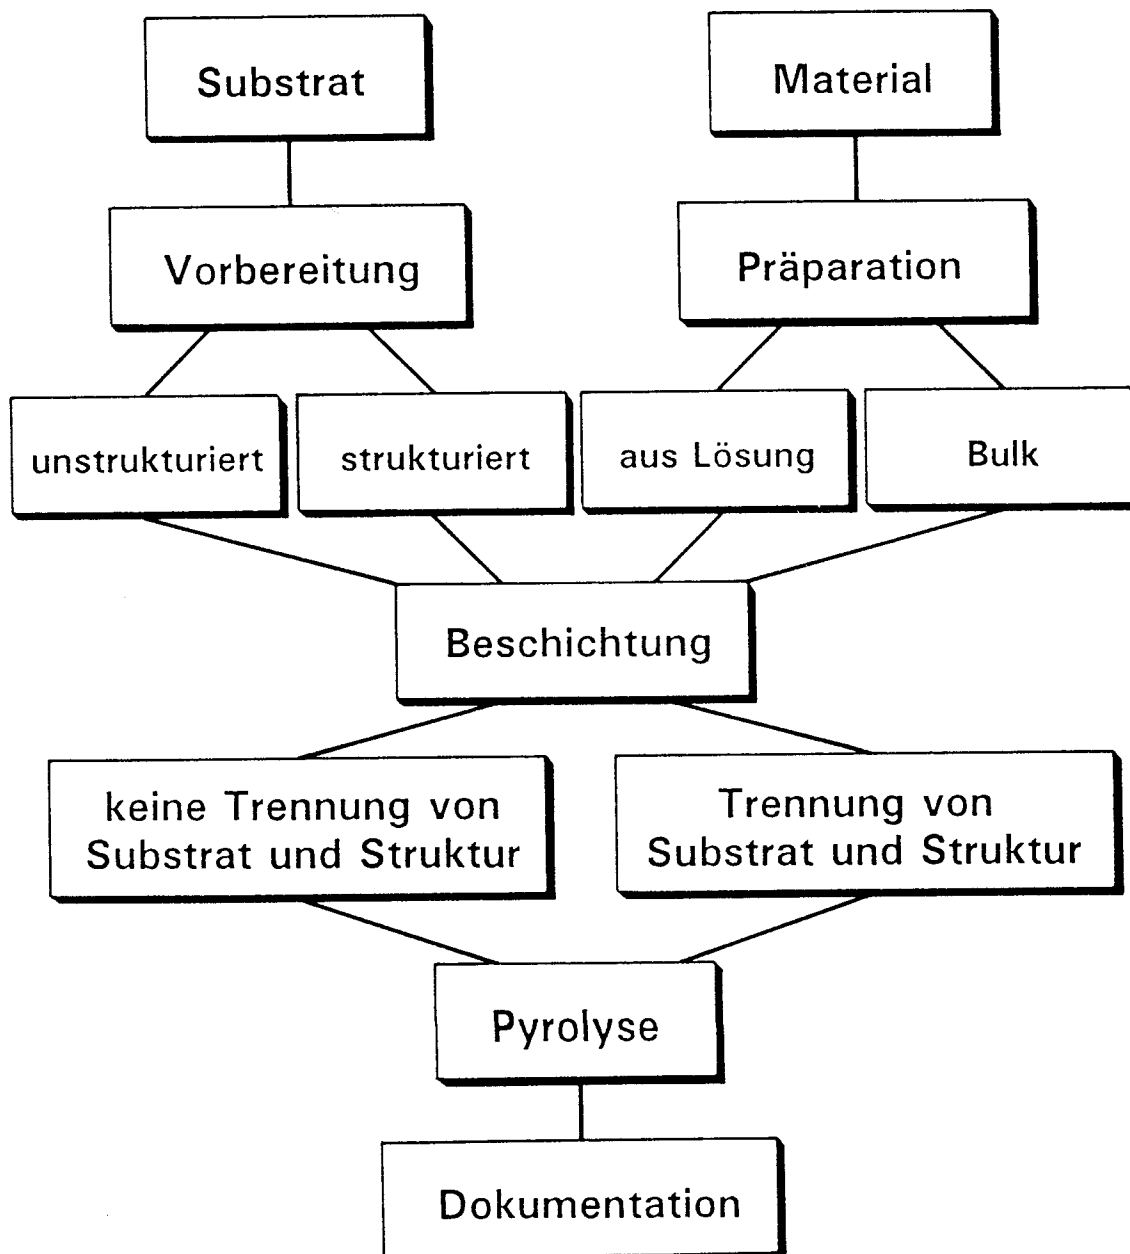 Substrat
Material
Vorbereitung
Präparation
unstrukturiert
strukturiert
aus Lösung
Bulk
Beschichtung
keine Trennung von
Substrat und Struktur
Trennung von
Substrat und Struktur
Pyrolyse
Dokumentation